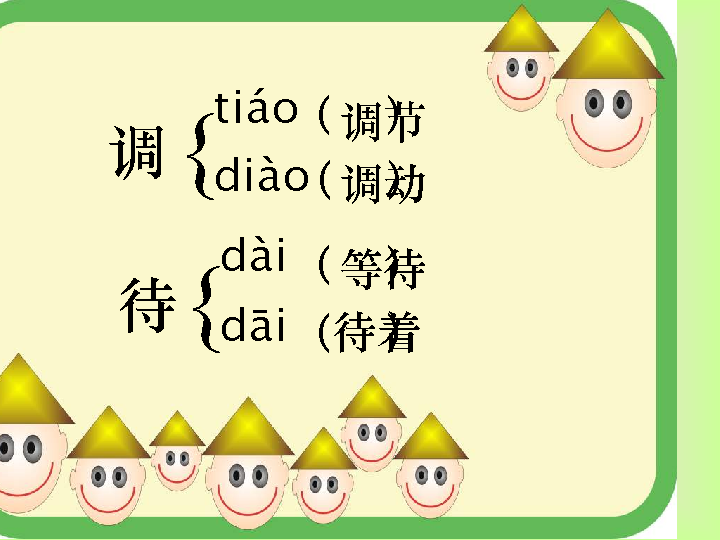 调 { tiáo (调节)
diào (调动)
待 { dài (等待)
dāi (待着)